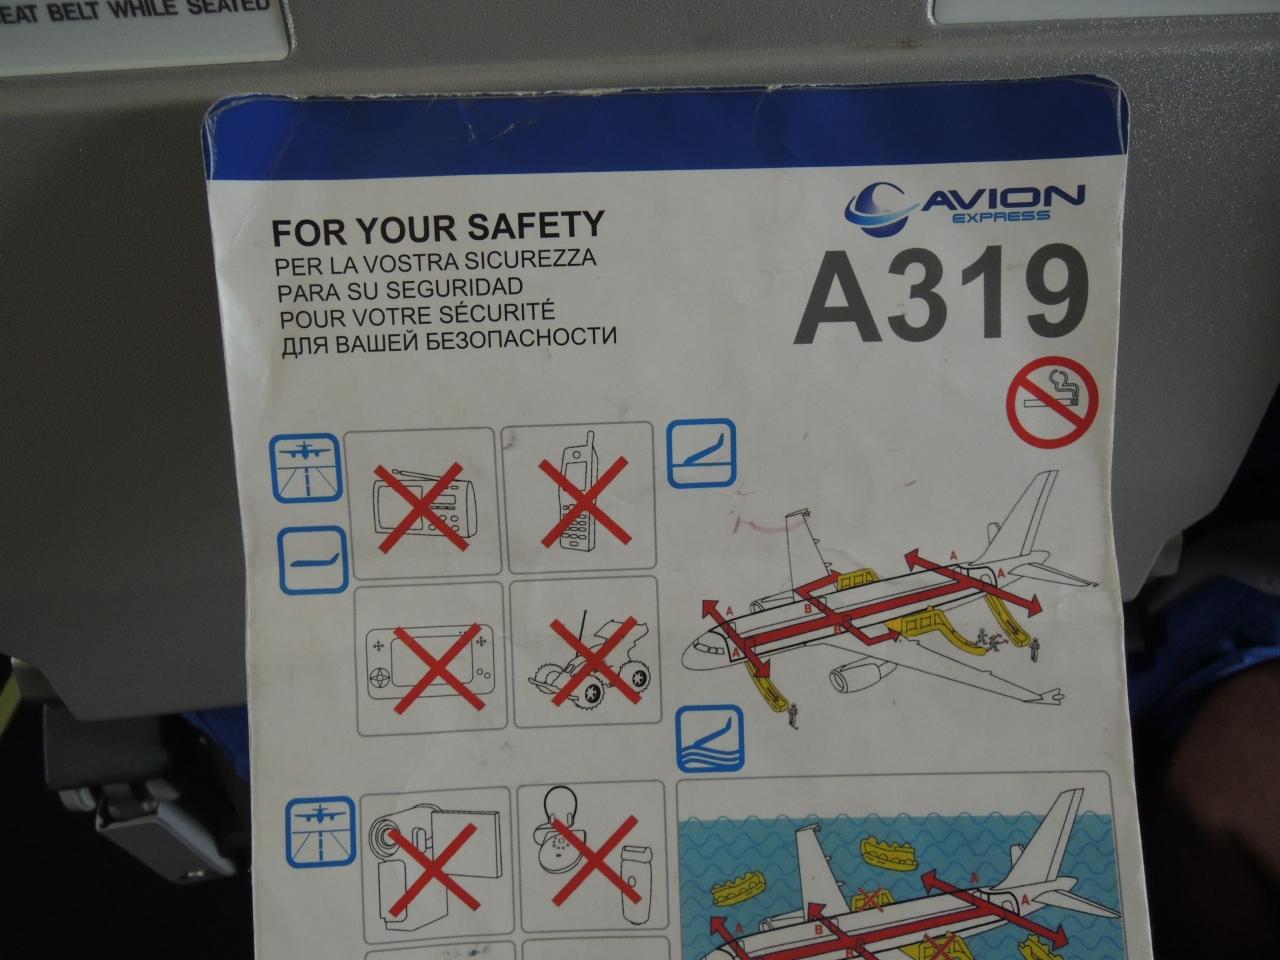 EAT BELT WHILE SEATED
AVION
EXPRESS
FOR YOUR SAFETY
PER LA VOSTRA SICUREZZA
PARA SU SEGURIDAD
POUR VOTRE SÉCURITÉ
ДЛЯ ВАШЕЙ БЕЗОПАСНОСТИ
A319
A
A
A
B
B
A
A
A
B
A